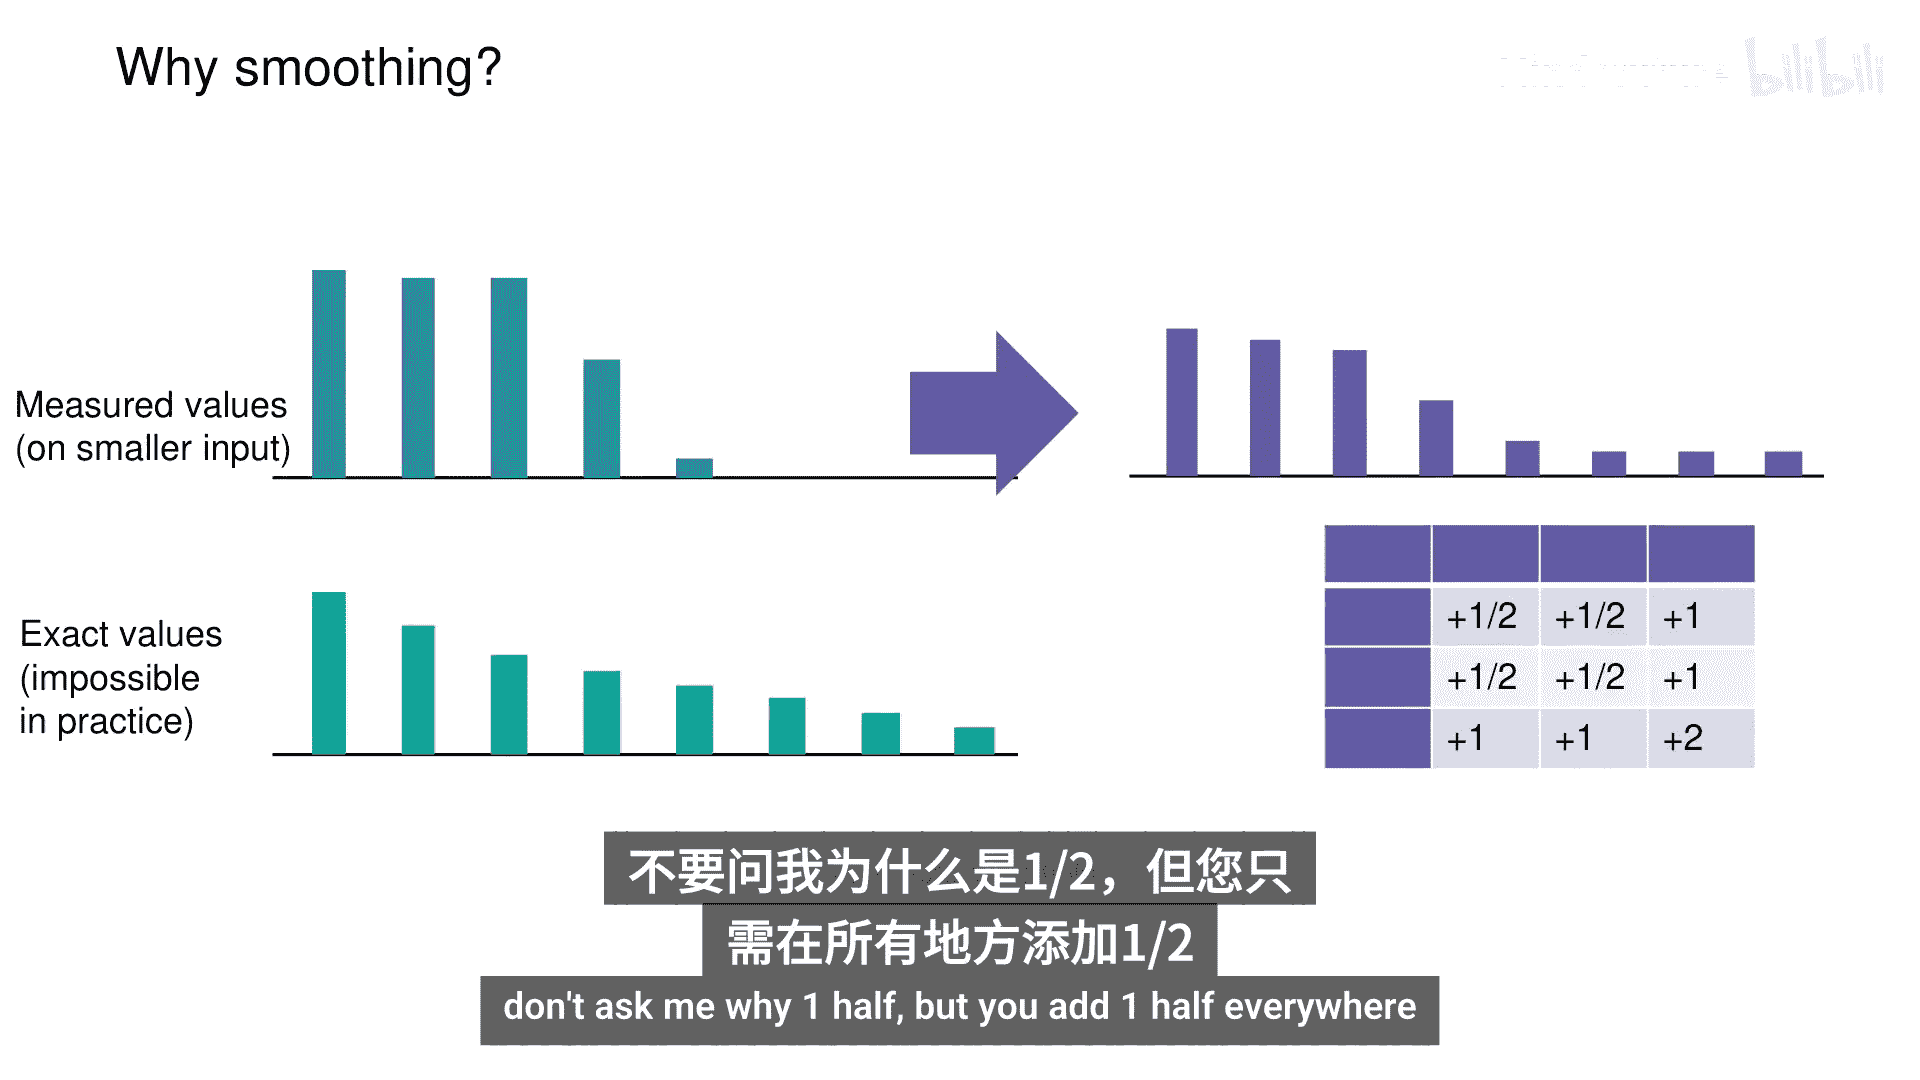 Why smoothing?
bilibili
Measured values
(on smaller input)
Exact values
(impossible
in practice)
+1/2 +1/2 +1
+1/2 +1/2 +1
+1 +1 +2
不要问我为什么是1/2，但您只
需在所有地方添加1/2
don't ask me why 1 half, but you add 1 half everywhere